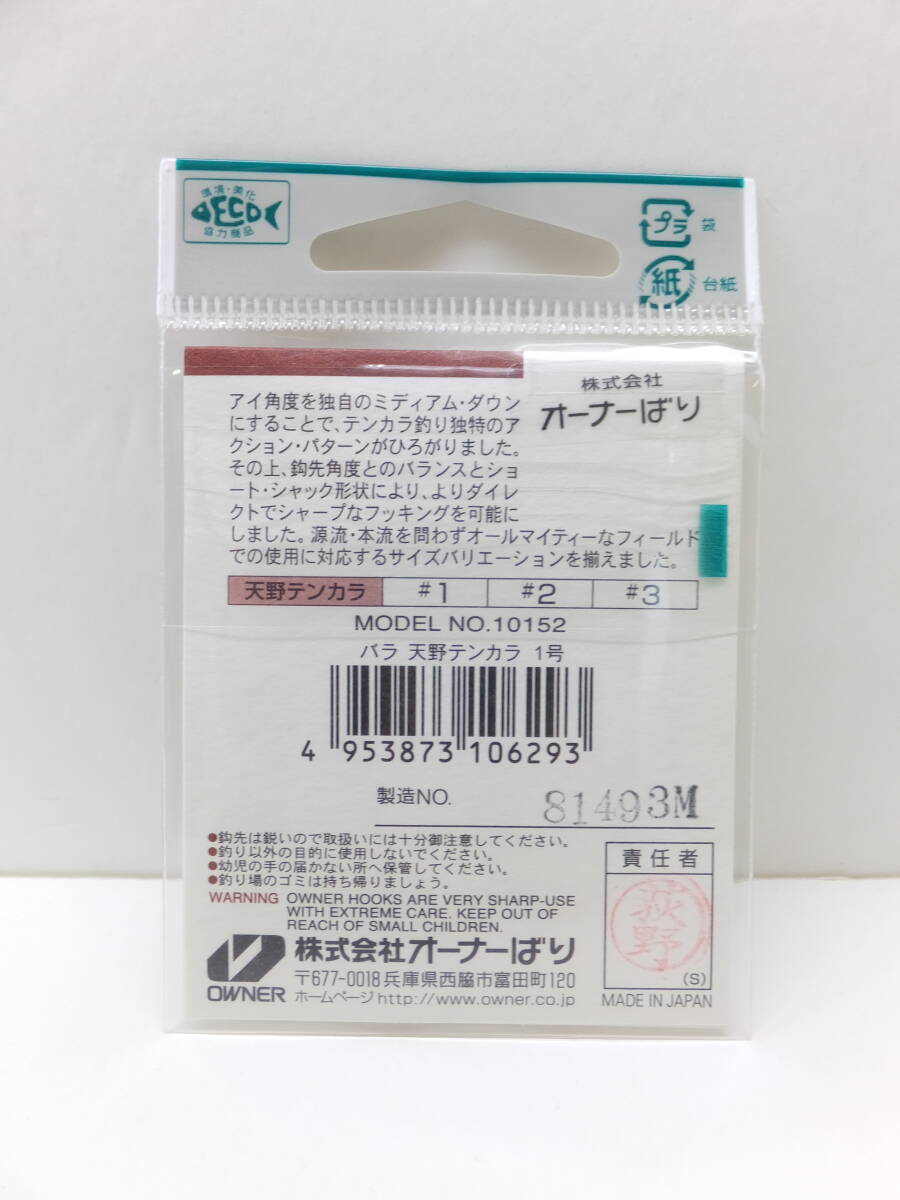 環境・美化
ECO
協力商品
プラ
袋
紙
台紙
株式会社
オーナーばり
アイ角度を独自のミディアム・ダウン
にすることで、テンカラ釣り独特のア
クション・パターンがひろがりました。
その上、鈎先角度とのバランスとショ
ート・シャック形状により、よりダイレ
クトでシャープなフッキングを可能に
しました。源流・本流を問わずオールマイティーなフィールド
での使用に対応するサイズバリエーションを揃えました。
天野テンカラ #1 #2 #3
MODEL NO.10152
バラ 天野テンカラ 1号
4 953873 106293
製造NO. 81493M
●鈎先は鋭いので取扱いには十分御注意してください。
●釣り以外の目的に使用しないでください。
●幼児の手の届かない所へ保管してください。
●釣り場のゴミは持ち帰りましょう。
WARNING OWNER HOOKS ARE VERY SHARP-USE
WITH EXTREME CARE. KEEP OUT OF
REACH OF SMALL CHILDREN.
責任者
荻野
(S)
MADE IN JAPAN
OWNER
株式会社オーナーばり
〒677-0018 兵庫県西脇市富田町120
ホームページ http://www.owner.co.jp